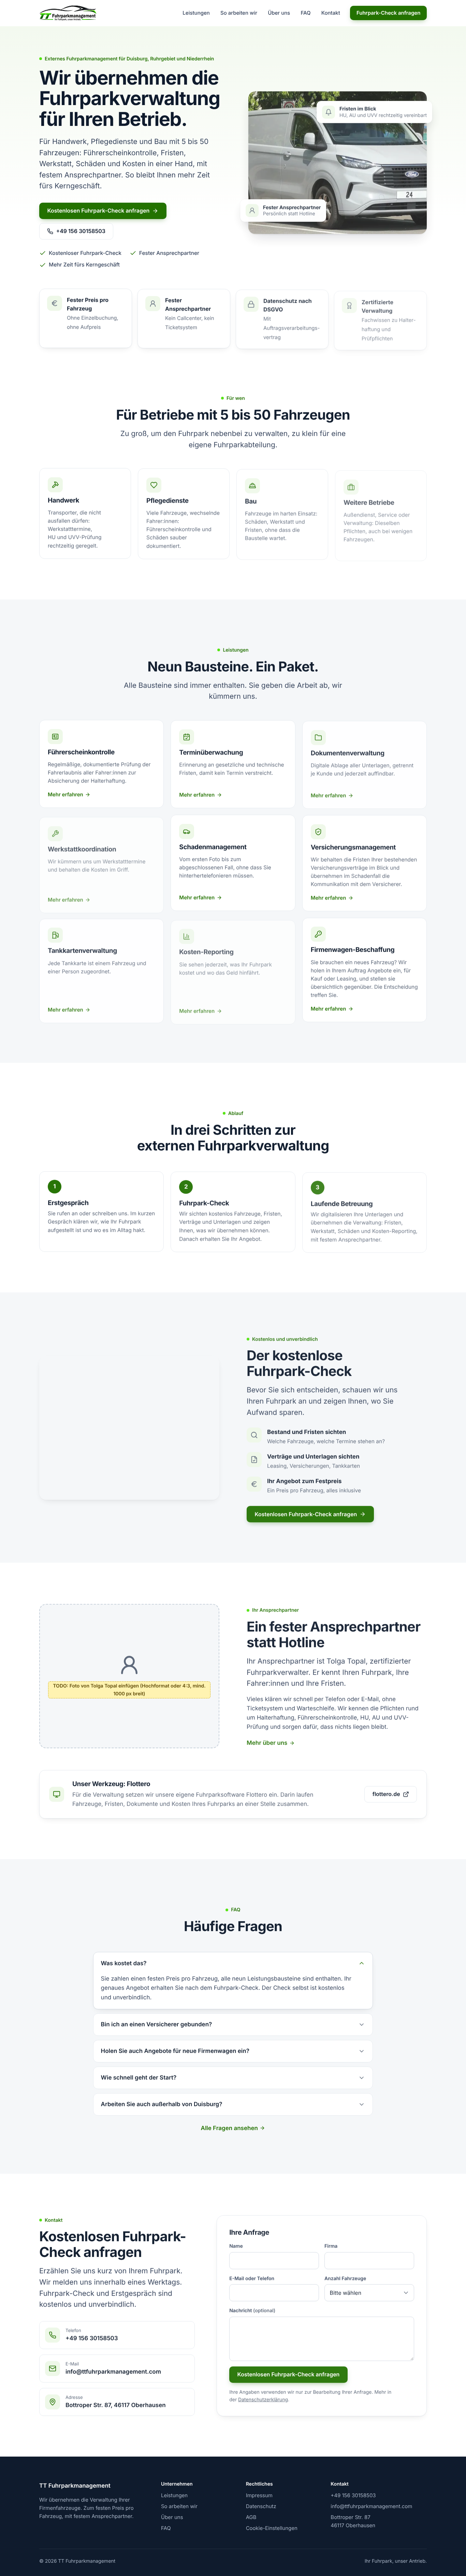 TT Fuhrparkmanagement
Leistungen
So arbeiten wir
Über uns
FAQ
Kontakt
Fuhrpark-Check anfragen
Externes Fuhrparkmanagement für Duisburg, Ruhrgebiet und Niederrhein
Wir übernehmen die
Fuhrparkverwaltung
für Ihren Betrieb.
Für Handwerk, Pflegedienste und Bau mit 5 bis 50
Fahrzeugen: Führerscheinkontrolle, Fristen,
Werkstatt, Schäden und Kosten in einer Hand, mit
festem Ansprechpartner. So bleibt Ihnen mehr Zeit
fürs Kerngeschäft.
Kostenlosen Fuhrpark-Check anfragen
+49 156 30158503
Kostenloser Fuhrpark-Check
Fester Ansprechpartner
Mehr Zeit fürs Kerngeschäft
Fristen im Blick
HU, AU und UVV rechtzeitig vereinbart
24
Fester Ansprechpartner
Persönlich statt Hotline
Fester Preis pro
Fahrzeug
Ohne Einzelbuchung,
ohne Aufpreis
Fester
Ansprechpartner
Kein Callcenter, kein
Ticketsystem
Datenschutz nach
DSGVO
Mit
Auftragsverarbeitungs-
vertrag
Zertifizierte
Verwaltung
Fachwissen zu Halter-
haftung und
Prüfpflichten
Für wen
Für Betriebe mit 5 bis 50 Fahrzeugen
Zu groß, um den Fuhrpark nebenbei zu verwalten, zu klein für eine
eigene Fuhrparkabteilung.
Handwerk
Transporter, die nicht
ausfallen dürfen:
Werkstatttermine,
HU und UVV-Prüfung
rechtzeitig geregelt.
Pflegedienste
Viele Fahrzeuge, wechselnde
Fahrer:innen:
Führerscheinkontrolle und
Schäden sauber
dokumentiert.
Bau
Fahrzeuge im harten Einsatz:
Schäden, Werkstatt und
Fristen, ohne dass die
Baustelle wartet.
Weitere Betriebe
Außendienst, Service oder
Verwaltung: Dieselben
Pflichten, auch bei wenigen
Fahrzeugen.
Leistungen
Neun Bausteine. Ein Paket.
Alle Bausteine sind immer enthalten. Sie geben die Arbeit ab, wir
kümmern uns.
Führerscheinkontrolle
Regelmäßige, dokumentierte Prüfung der
Fahrerlaubnis aller Fahrer:innen zur
Absicherung der Halterhaftung.
Mehr erfahren
Terminüberwachung
Erinnerung an gesetzliche und technische
Fristen, damit kein Termin verstreicht.
Mehr erfahren
Dokumentenverwaltung
Digitale Ablage aller Unterlagen, getrennt
je Kunde und jederzeit auffindbar.
Mehr erfahren
Werkstattkoordination
Wir kümmern uns um Werkstatttermine
und behalten die Kosten im Griff.
Mehr erfahren
Schadenmanagement
Vom ersten Foto bis zum
abgeschlossenen Fall, ohne dass Sie
hinterhertelefonieren müssen.
Mehr erfahren
Versicherungsmanagement
Wir behalten die Fristen Ihrer bestehenden
Versicherungsverträge im Blick und
übernehmen im Schadenfall die
Kommunikation mit dem Versicherer.
Mehr erfahren
Tankkartenverwaltung
Jede Tankkarte ist einem Fahrzeug und
einer Person zugeordnet.
Mehr erfahren
Kosten-Reporting
Sie sehen jederzeit, was Ihr Fuhrpark
kostet und wo das Geld hinfährt.
Mehr erfahren
Firmenwagen-Beschaffung
Sie brauchen ein neues Fahrzeug? Wir
holen in Ihrem Auftrag Angebote ein, für
Kauf oder Leasing, und stellen sie
übersichtlich gegenüber. Die Entscheidung
treffen Sie.
Mehr erfahren
Ablauf
In drei Schritten zur
externen Fuhrparkverwaltung
1
Erstgespräch
Sie rufen an oder schreiben uns. Im kurzen
Gespräch klären wir, wie Ihr Fuhrpark
aufgestellt ist und wo es im Alltag hakt.
2
Fuhrpark-Check
Wir sichten kostenlos Fahrzeuge, Fristen,
Verträge und Unterlagen und zeigen
Ihnen, was wir übernehmen können.
Danach erhalten Sie Ihr Angebot.
3
Laufende Betreuung
Wir digitalisieren Ihre Unterlagen und
übernehmen die Verwaltung: Fristen,
Werkstatt, Schäden und Kosten-Reporting,
mit festem Ansprechpartner.
Kostenlos und unverbindlich
Der kostenlose
Fuhrpark-Check
Bevor Sie sich entscheiden, schauen wir uns
Ihren Fuhrpark an und zeigen Ihnen, wo Sie
Aufwand sparen.
Bestand und Fristen sichten
Welche Fahrzeuge, welche Termine stehen an?
Verträge und Unterlagen sichten
Leasing, Versicherungen, Tankkarten
Ihr Angebot zum Festpreis
Ein Preis pro Fahrzeug, alles inklusive
Kostenlosen Fuhrpark-Check anfragen
TODO: Foto von Tolga Topal einfügen (Hochformat oder 4:3, mind.
1000 px breit)
Ihr Ansprechpartner
Ein fester Ansprechpartner
statt Hotline
Ihr Ansprechpartner ist Tolga Topal, zertifizierter
Fuhrparkverwalter. Er kennt Ihren Fuhrpark, Ihre
Fahrer:innen und Ihre Fristen.
Vieles klären wir schnell per Telefon oder E-Mail, ohne
Ticketsystem und Warteschleife. Wir kennen die Pflichten rund
um Halterhaftung, Führerscheinkontrolle, HU, AU und UVV-
Prüfung und sorgen dafür, dass nichts liegen bleibt.
Mehr über uns
Unser Werkzeug: Flottero
Für die Verwaltung setzen wir unsere eigene Fuhrparksoftware Flottero ein. Darin laufen
Fahrzeuge, Fristen, Dokumente und Kosten Ihres Fuhrparks an einer Stelle zusammen.
flottero.de
FAQ
Häufige Fragen
Was kostet das?
Sie zahlen einen festen Preis pro Fahrzeug, alle neun Leistungsbausteine sind enthalten. Ihr
genaues Angebot erhalten Sie nach dem Fuhrpark-Check. Der Check selbst ist kostenlos
und unverbindlich.
Bin ich an einen Versicherer gebunden?
Holen Sie auch Angebote für neue Firmenwagen ein?
Wie schnell geht der Start?
Arbeiten Sie auch außerhalb von Duisburg?
Alle Fragen ansehen
Kontakt
Kostenlosen Fuhrpark-
Check anfragen
Erzählen Sie uns kurz von Ihrem Fuhrpark.
Wir melden uns innerhalb eines Werktags.
Fuhrpark-Check und Erstgespräch sind
kostenlos und unverbindlich.
Telefon
+49 156 30158503
E-Mail
info@ttfuhrparkmanagement.com
Adresse
Bottroper Str. 87, 46117 Oberhausen
Ihre Anfrage
Name
Firma
E-Mail oder Telefon
Anzahl Fahrzeuge
Bitte wählen
Nachricht (optional)
Kostenlosen Fuhrpark-Check anfragen
Ihre Angaben verwenden wir nur zur Bearbeitung Ihrer Anfrage. Mehr in
der Datenschutzerklärung.
TT Fuhrparkmanagement
Wir übernehmen die Verwaltung Ihrer
Firmenfahrzeuge. Zum festen Preis pro
Fahrzeug, mit festem Ansprechpartner.
Unternehmen
Leistungen
So arbeiten wir
Über uns
FAQ
Rechtliches
Impressum
Datenschutz
AGB
Cookie-Einstellungen
Kontakt
+49 156 30158503
info@ttfuhrparkmanagement.com
Bottroper Str. 87
46117 Oberhausen
© 2026 TT Fuhrparkmanagement
Ihr Fuhrpark, unser Antrieb.